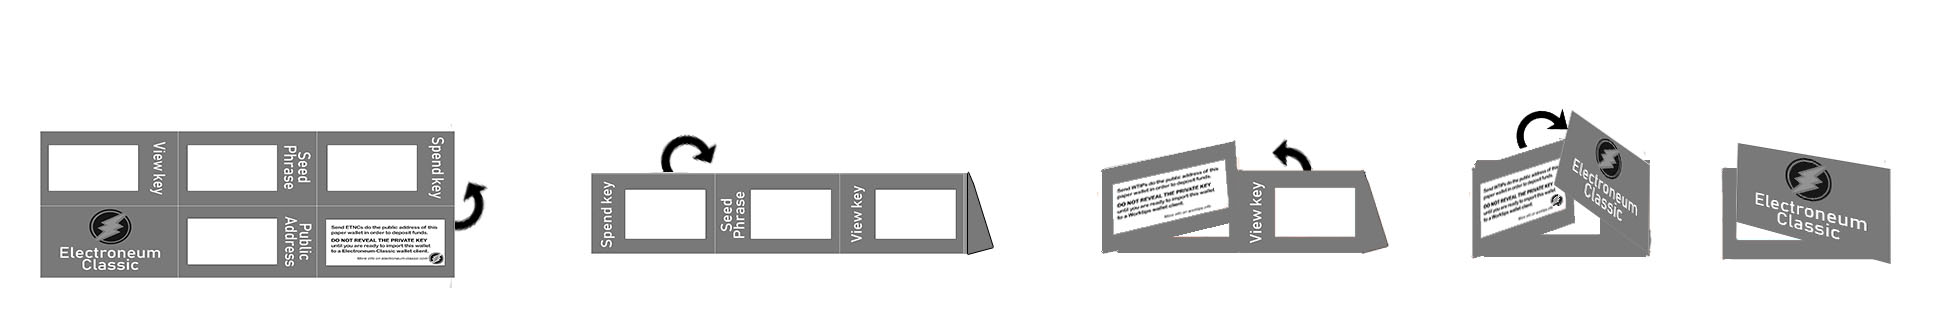 View key
Seed
Phrase
Spend key
Electroneum
Classic
Public
Address
Send ETNCs do the public address of this
paper wallet in order to deposit funds.
DO NOT REVEAL THE PRIVATE KEY
until you are ready to import this wallet
to a Electroneum Classic wallet client.
More info on electroneum-classic.com
Spend key
Seed
Phrase
View key
Send WTIPs do the public address of this
paper wallet in order to deposit funds.
DO NOT REVEAL THE PRIVATE KEY
until you are ready to import this wallet
to a Worktips wallet client.
More info on worktips.info
View key
Send WTIPs do the public address of
paper wallet in order to deposit funds.
DO NOT REVEAL THE PRIVATE KEY
until you are ready to import this wallet
to a Worktips wallet client.
Electroneum
Classic
Electroneum
Classic